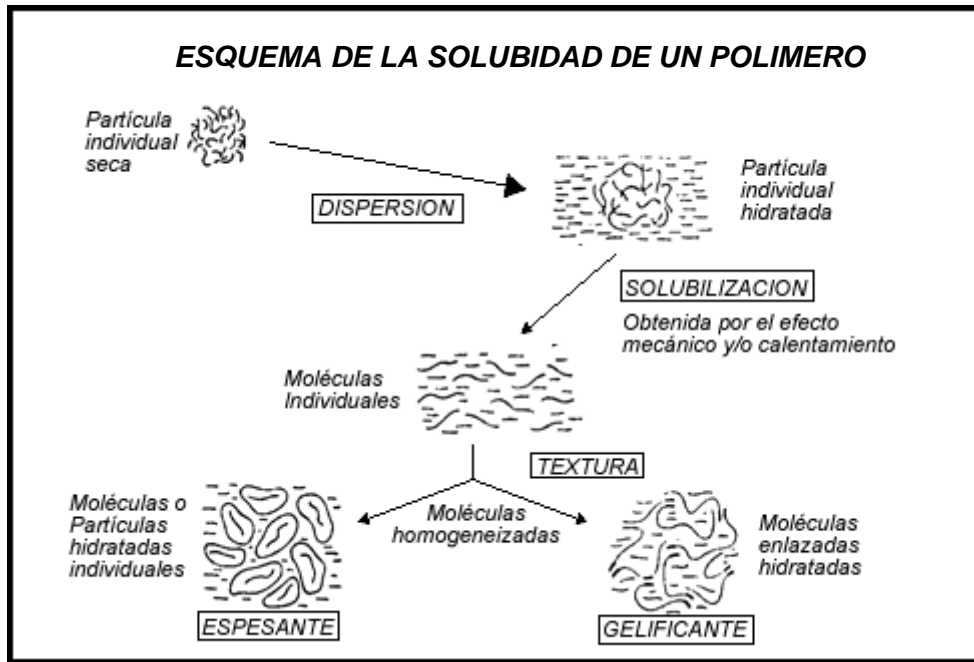 ESQUEMA DE LA SOLUBIDAD DE UN POLIMERO
Partícula
individual
seca
DISPERSION
Partícula
individual
hidratada
SOLUBILIZACION
Obtenida por el efecto
mecánico y/o calentamiento
Moléculas
Individuales
TEXTURA
Moléculas o
Partículas
hidratadas
individuales
Moléculas
homogeneizadas
Moléculas
enlazadas
hidratadas
ESPESANTE
GELIFICANTE